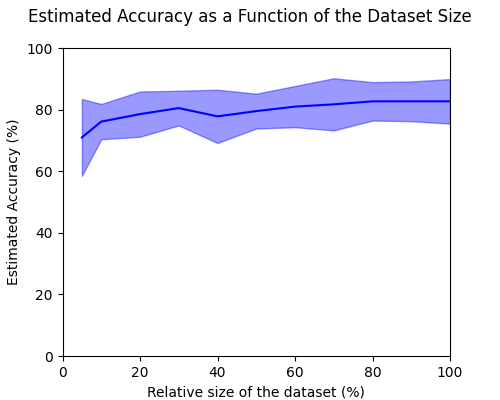 Estimated Accuracy as a Function of the Dataset Size
100
80
60
40
20
0
Estimated Accuracy (%)
0 20 40 60 80 100
Relative size of the dataset (%)